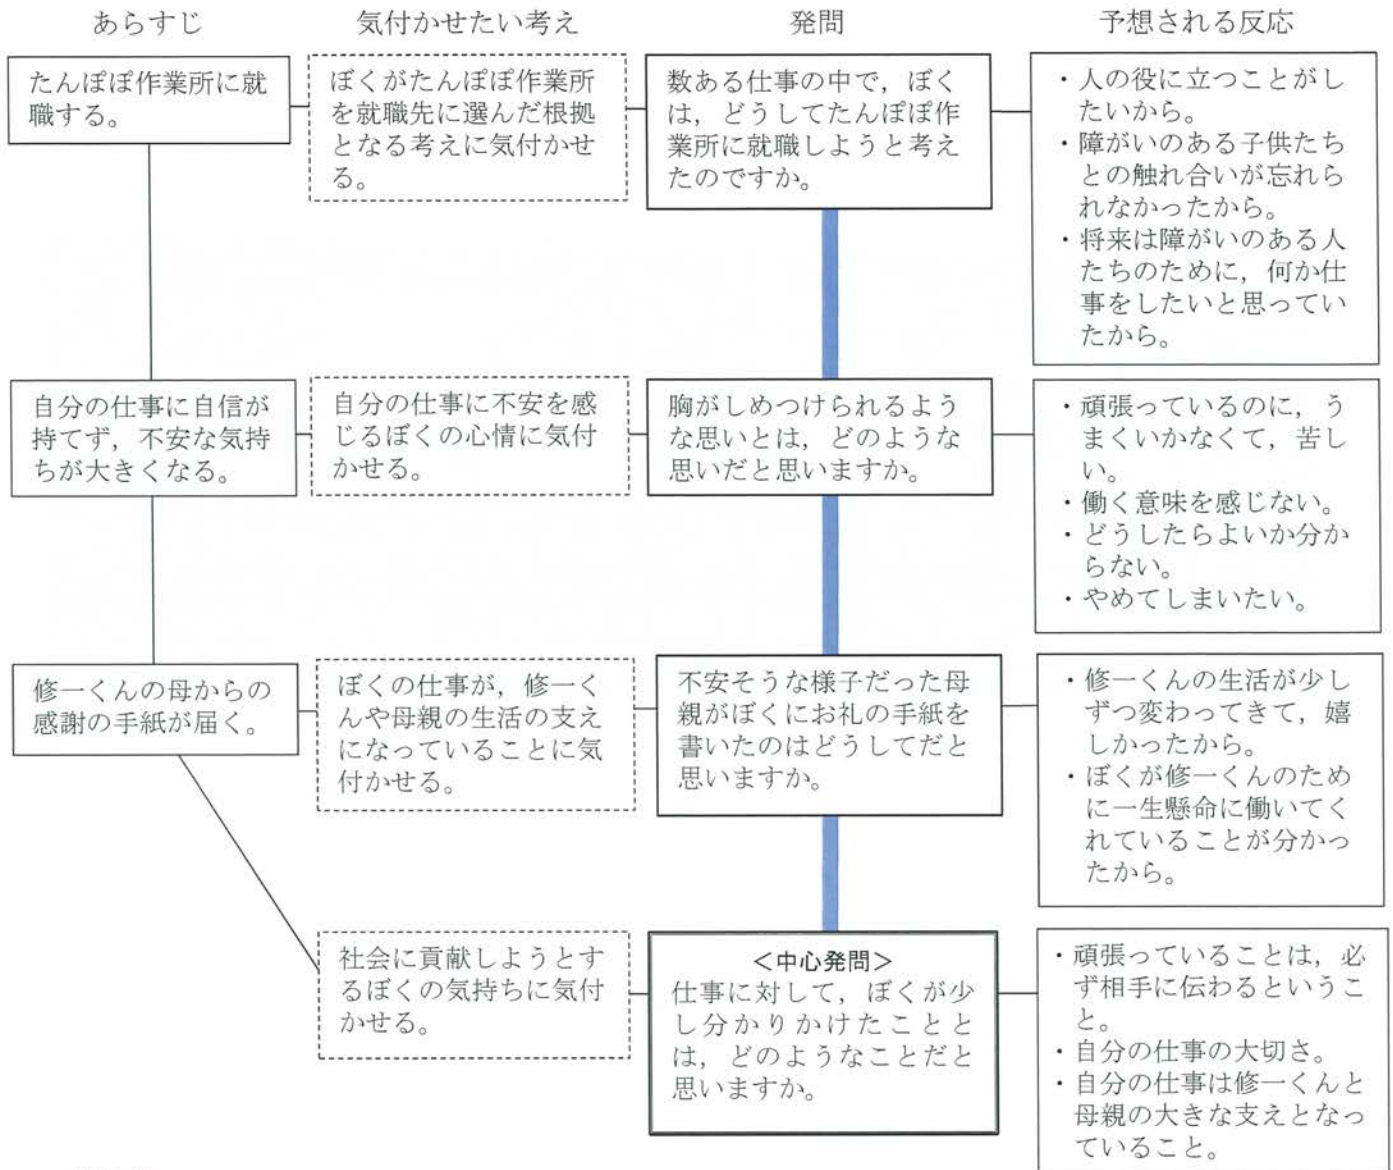 あらすじ
気付かせたい考え
発問
予想される反応
たんぽぽ作業所に就
職する。
ぼくがたんぽぽ作業所
を就職先に選んだ根拠
となる考えに気付かせ
る。
数ある仕事の中で，ぼく
は，どうしてたんぽぽ作
業所に就職しようと考え
たのですか。
・人の役に立つことがし
たいから。
・障がいのある子供たち
との触れ合いが忘れら
れなかったから。
・将来は障がいのある人
たちのために，何か仕
事をしたいと思ってい
たから。
自分の仕事に自信が
持てず，不安な気持
ちが大きくなる。
自分の仕事に不安を感
じるぼくの心情に気付
かせる。
胸がしめつけられるよう
な思いとは，どのような
思いだと思いますか。
・頑張っているのに，う
まくいかなくて，苦し
い。
・働く意味を感じない。
・どうしたらよいか分か
らない。
・やめてしまいたい。
修一くんの母からの
感謝の手紙が届く。
ぼくの仕事が，修一く
んや母親の生活の支え
になっていることに気
付かせる。
不安そうな様子だった母
親がぼくにお礼の手紙を
書いたのはどうしてだと
思いますか。
・修一くんの生活が少し
ずつ変わってきて，嬉
しかったから。
・ぼくが修一くんのため
に一生懸命に働いてく
れていることが分かっ
たから。
社会に貢献しようとす
るぼくの気持ちに気付
かせる。
＜中心発問＞
仕事に対して，ぼくが少
し分かりかけたことと
は，どのようなことだと
思いますか。
・頑張っていることは，必
ず相手に伝わるというこ
と。
・自分の仕事の大切さ。
・自分の仕事は修一くんと
母親の大きな支えとなっ
ていること。